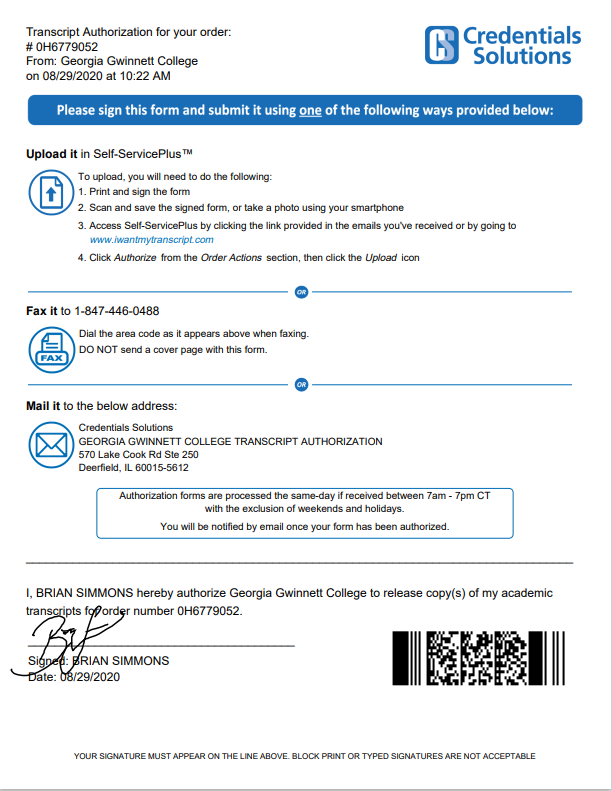 Transcript Authorization for your order:
# 0H6779052
From: Georgia Gwinnett College
on 08/29/2020 at 10:22 AM
CS Credentials
Solutions
Please sign this form and submit it using one of the following ways provided below:
Upload it in Self-ServicePlus™
To upload, you will need to do the following:
1. Print and sign the form
2. Scan and save the signed form, or take a photo using your smartphone
3. Access Self-ServicePlus by clicking the link provided in the emails you've received or by going to
www.iwantmytranscript.com
4. Click Authorize from the Order Actions section, then click the Upload icon
OR
Fax it to 1-847-446-0488
FAX
Dial the area code as it appears above when faxing.
DO NOT send a cover page with this form.
OR
Mail it to the below address:
Credentials Solutions
GEORGIA GWINNETT COLLEGE TRANSCRIPT AUTHORIZATION
570 Lake Cook Rd Ste 250
Deerfield, IL 60015-5612
Authorization forms are processed the same-day if received between 7am - 7pm CT
with the exclusion of weekends and holidays.
You will be notified by email once your form has been authorized.
I, BRIAN SIMMONS hereby authorize Georgia Gwinnett College to release copy(s) of my academic
transcripts for order number 0H6779052.
Signed: BRIAN SIMMONS
Date: 08/29/2020
YOUR SIGNATURE MUST APPEAR ON THE LINE ABOVE. BLOCK PRINT OR TYPED SIGNATURES ARE NOT ACCEPTABLE